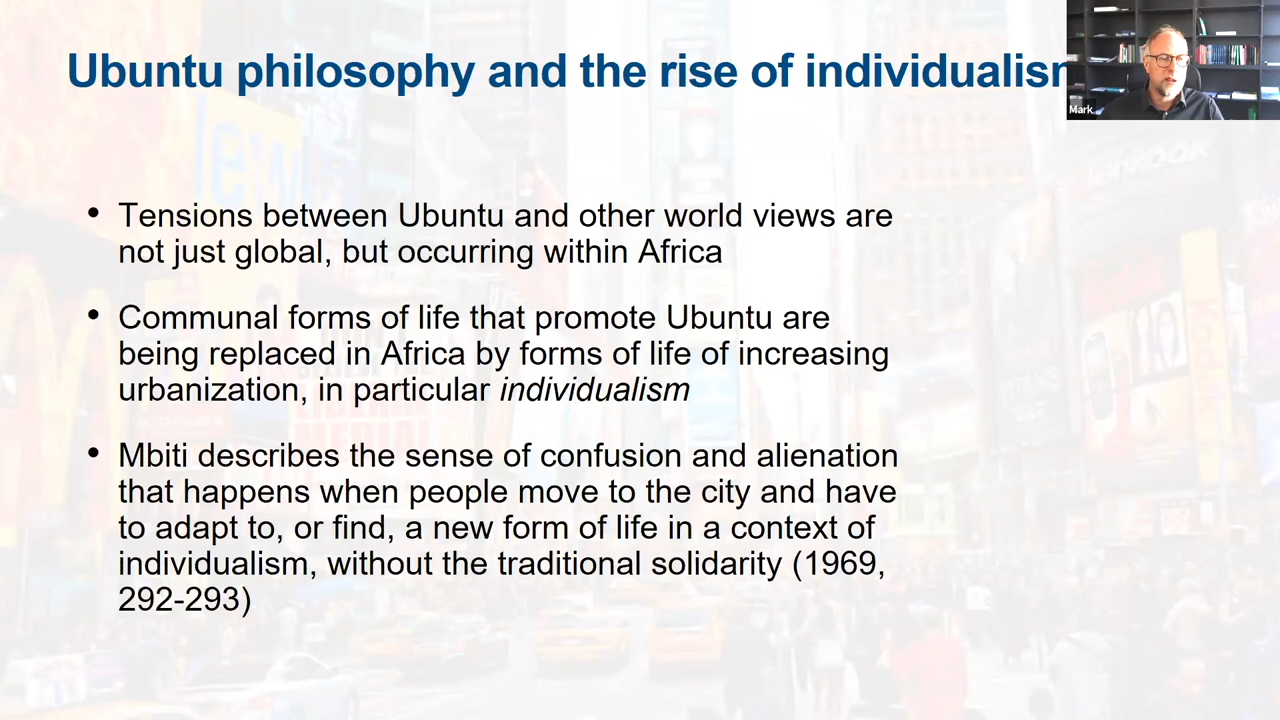 Ubuntu philosophy and the rise of individualism
Mark
• Tensions between Ubuntu and other world views are
not just global, but occurring within Africa
• Communal forms of life that promote Ubuntu are
being replaced in Africa by forms of life of increasing
urbanization, in particular individualism
• Mbiti describes the sense of confusion and alienation
that happens when people move to the city and have
to adapt to, or find, a new form of life in a context of
individualism, without the traditional solidarity (1969,
292-293)